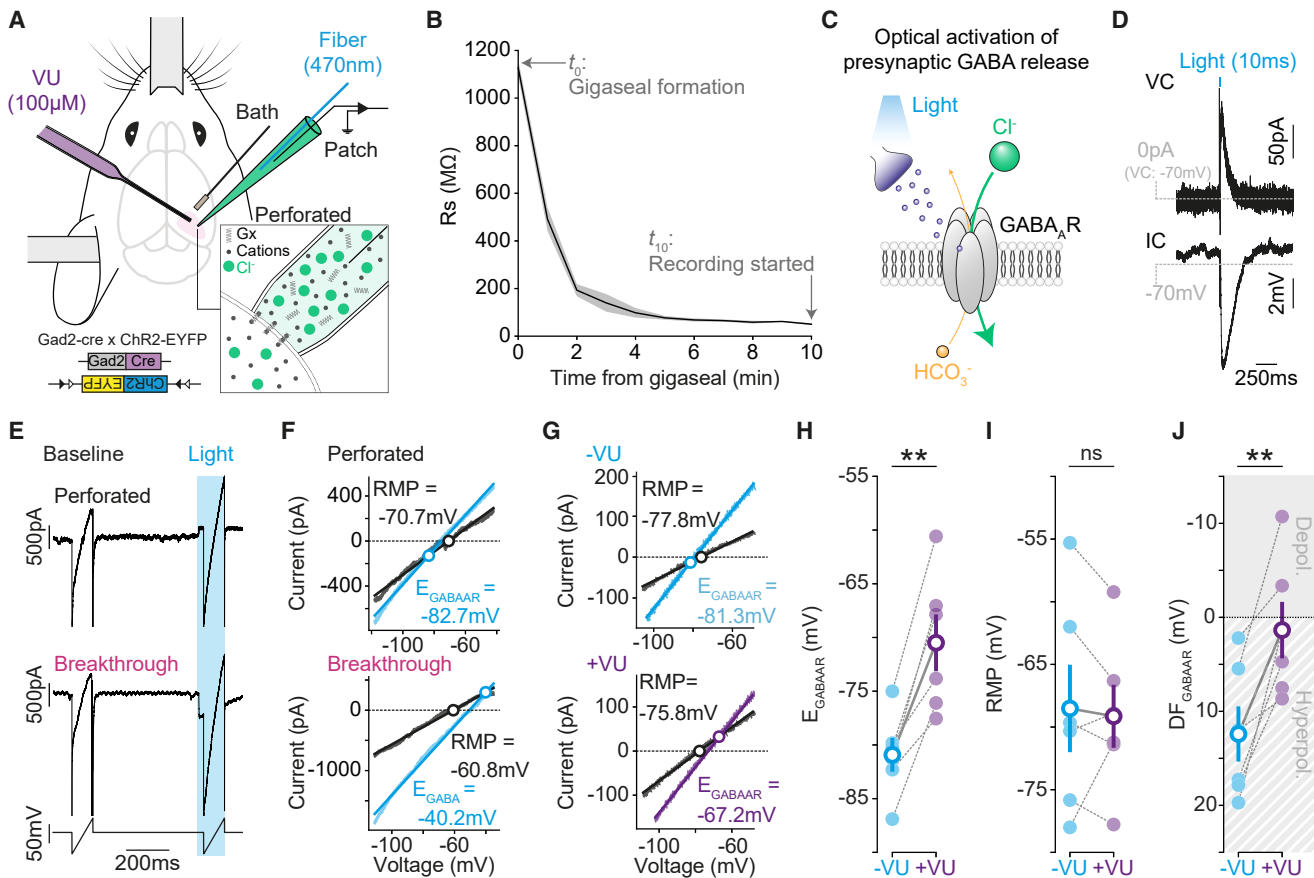 A
VU
(100µM)
Fiber
(470nm)
Bath
Patch
Perforated
Gx
Cations
Cl-
Gad2-cre x ChR2-EYFP
Gad2 Cre
EYFP ChR2
B
Rs (MΩ)
1200
1000
800
600
400
200
0
t0:
Gigaseal formation
t10:
Recording started
0 2 4 6 8 10
Time from gigaseal (min)
C
Optical activation of
presynaptic GABA release
Light
Cl-
GABAAR
HCO3-
D
Light (10ms)
VC
50pA
0pA
(VC: -70mV)
IC
-70mV
2mV
250ms
E
Baseline Light
Perforated
500pA
Breakthrough
500pA
50mV
200ms
F
Perforated
Current (pA)
400
0
-400
RMP =
-70.7mV
EGABAAR =
-82.7mV
-100 -60
Breakthrough
Current (pA)
0
-1000
RMP =
-60.8mV
EGABA =
-40.2mV
-100 -60
Voltage (mV)
G
-VU
Current (pA)
200
100
0
100
RMP =
-77.8mV
EGABAAR =
-81.3mV
-100 -60
+VU
Current (pA)
200
100
0
-100
RMP=
-75.8mV
EGABAAR =
-67.2mV
-100 -60
Voltage (mV)
H
**
EGABAAR (mV)
-55
-65
-75
-85
-VU +VU
I
ns
RMP (mV)
-55
-65
-75
-VU +VU
J
**
DFGABAAR (mV)
-10
0
10
20
Depol.
Hyperpol.
-VU +VU